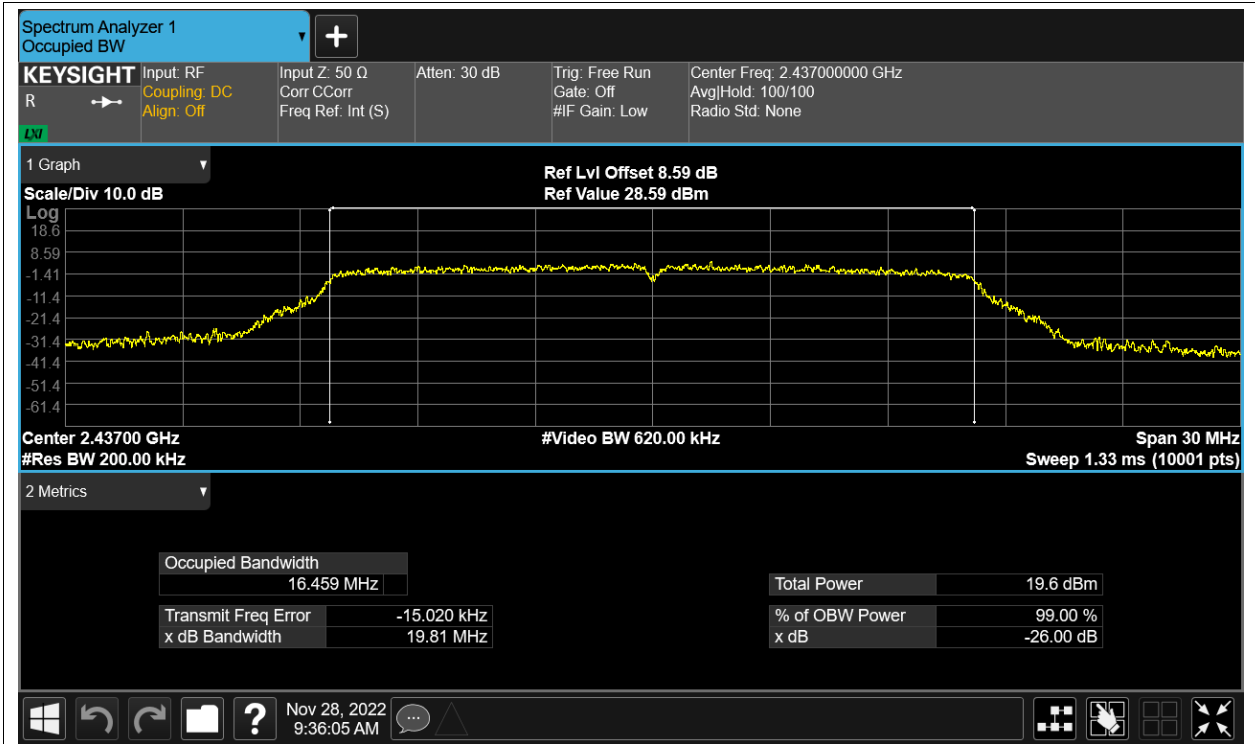 Spectrum Analyzer 1
Occupied BW
KEYSIGHT
R
LXI
Input: RF
Coupling: DC
Align: Off
Input Z: 50 Ω
Corr CCorr
Freq Ref: Int (S)
Atten: 30 dB
Trig: Free Run
Gate: Off
#IF Gain: Low
Center Freq: 2.437000000 GHz
Avg|Hold: 100/100
Radio Std: None
1 Graph
Scale/Div 10.0 dB
Ref Lvl Offset 8.59 dB
Ref Value 28.59 dBm
Log
18.6
8.59
-1.41
-11.4
-21.4
-31.4
-41.4
-51.4
-61.4
Center 2.43700 GHz
#Video BW 620.00 kHz
Span 30 MHz
#Res BW 200.00 kHz
Sweep 1.33 ms (10001 pts)
2 Metrics
Occupied Bandwidth
16.459 MHz
Total Power 19.6 dBm
Transmit Freq Error -15.020 kHz
% of OBW Power 99.00 %
x dB Bandwidth 19.81 MHz
x dB -26.00 dB
?
Nov 28, 2022
9:36:05 AM